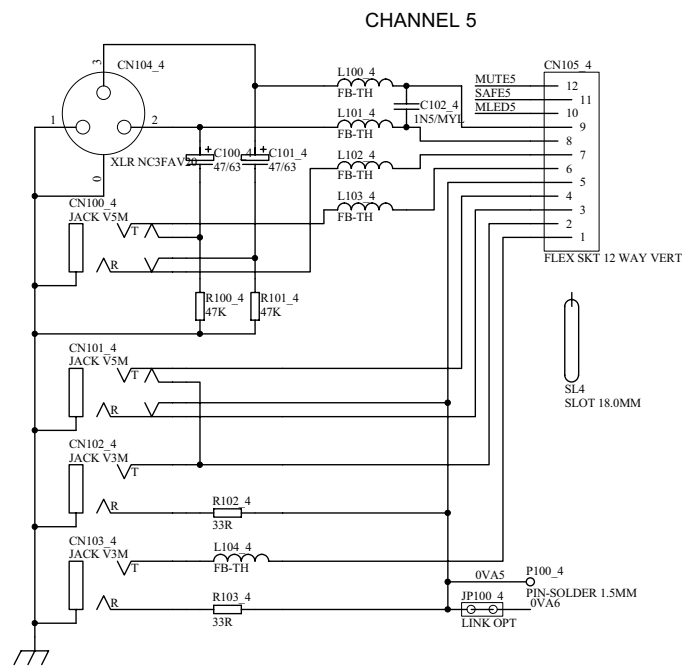 CHANNEL 5
CN104_4
3
1
2
0
XLR NC3FAV20
L100_4
FB-TH
L101_4
FB-TH
L102_4
FB-TH
L103_4
FB-TH
C102_4
1N5/MYL
+
C100_4
47/63
+
C101_4
47/63
CN105_4
MUTE5
SAFE5
MLED5
12
11
10
9
8
7
6
5
4
3
2
1
FLEX SKT 12 WAY VERT
CN100_4
JACK V5M
T
R
R100_4
47K
R101_4
47K
CN101_4
JACK V5M
T
R
SL4
SLOT 18.0MM
CN102_4
JACK V3M
T
R
R102_4
33R
CN103_4
JACK V3M
T
R
L104_4
FB-TH
R103_4
33R
0VA5
P100_4
PIN-SOLDER 1.5MM
JP100_4
0VA6
LINK OPT